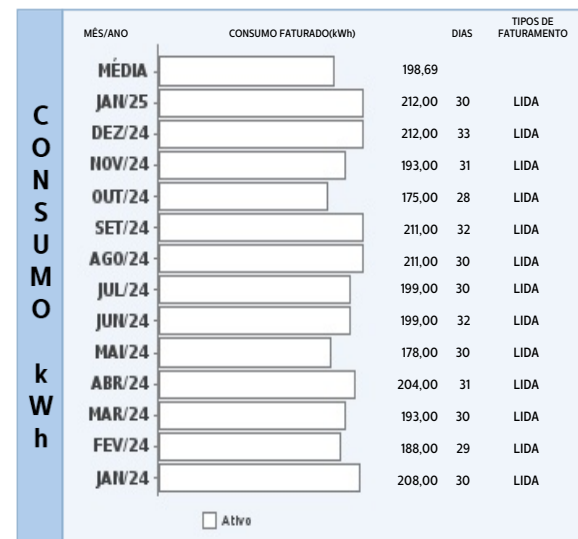 MÊS/ANO CONSUMO FATURADO(kWh) DIAS TIPOS DE FATURAMENTO
MÉDIA 198,69
JAN/25 212,00 30 LIDA
DEZ/24 212,00 33 LIDA
NOV/24 193,00 31 LIDA
OUT/24 175,00 28 LIDA
SET/24 211,00 32 LIDA
AGO/24 211,00 30 LIDA
JUL/24 199,00 30 LIDA
JUN/24 199,00 32 LIDA
MAI/24 178,00 30 LIDA
ABR/24 204,00 31 LIDA
MAR/24 193,00 30 LIDA
FEV/24 188,00 29 LIDA
JAN/24 208,00 30 LIDA
Ativo
CONSUMO kWh